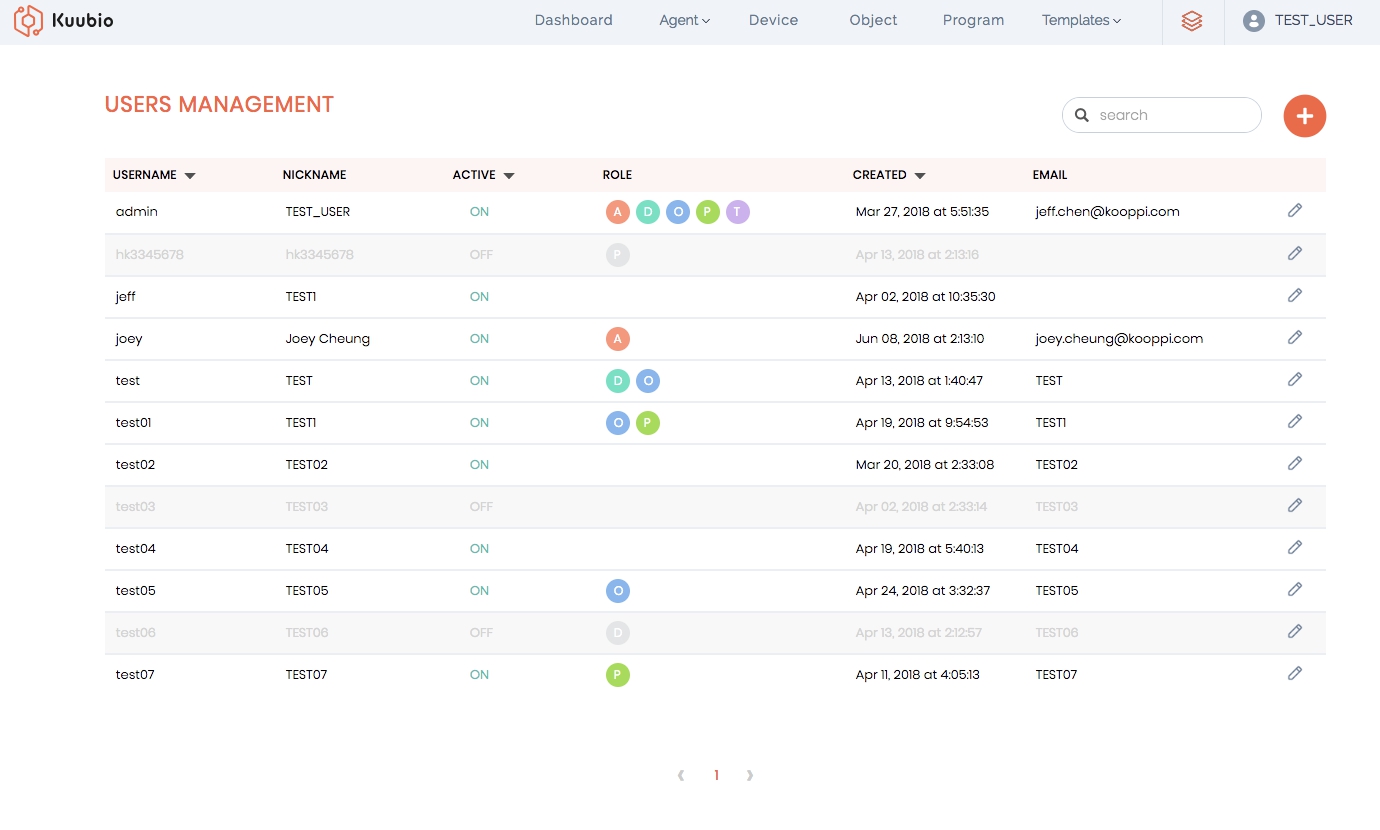 Kuubio Dashboard Agent Device Object Program Templates TEST_USER
USERS MANAGEMENT
search
USERNAME NICKNAME ACTIVE ROLE CREATED EMAIL
admin TEST_USER ON A D O P T Mar 27, 2018 at 5:51:35 jeff.chen@kooppi.com
hk3345678 hk3345678 OFF P Apr 13, 2018 at 2:13:16
jeff TEST1 ON Apr 02, 2018 at 10:35:30
joey Joey Cheung ON A Jun 08, 2018 at 2:13:10 joey.cheung@kooppi.com
test TEST ON D O Apr 13, 2018 at 1:40:47 TEST
test01 TEST1 ON O P Apr 19, 2018 at 9:54:53 TEST1
test02 TEST02 ON Mar 20, 2018 at 2:33:08 TEST02
test03 TEST03 OFF Apr 02, 2018 at 2:33:14 TEST03
test04 TEST04 ON Apr 19, 2018 at 5:40:13 TEST04
test05 TEST05 ON O Apr 24, 2018 at 3:32:37 TEST05
test06 TEST06 OFF D Apr 13, 2018 at 2:12:57 TEST06
test07 TEST07 ON P Apr 11, 2018 at 4:05:13 TEST07
1